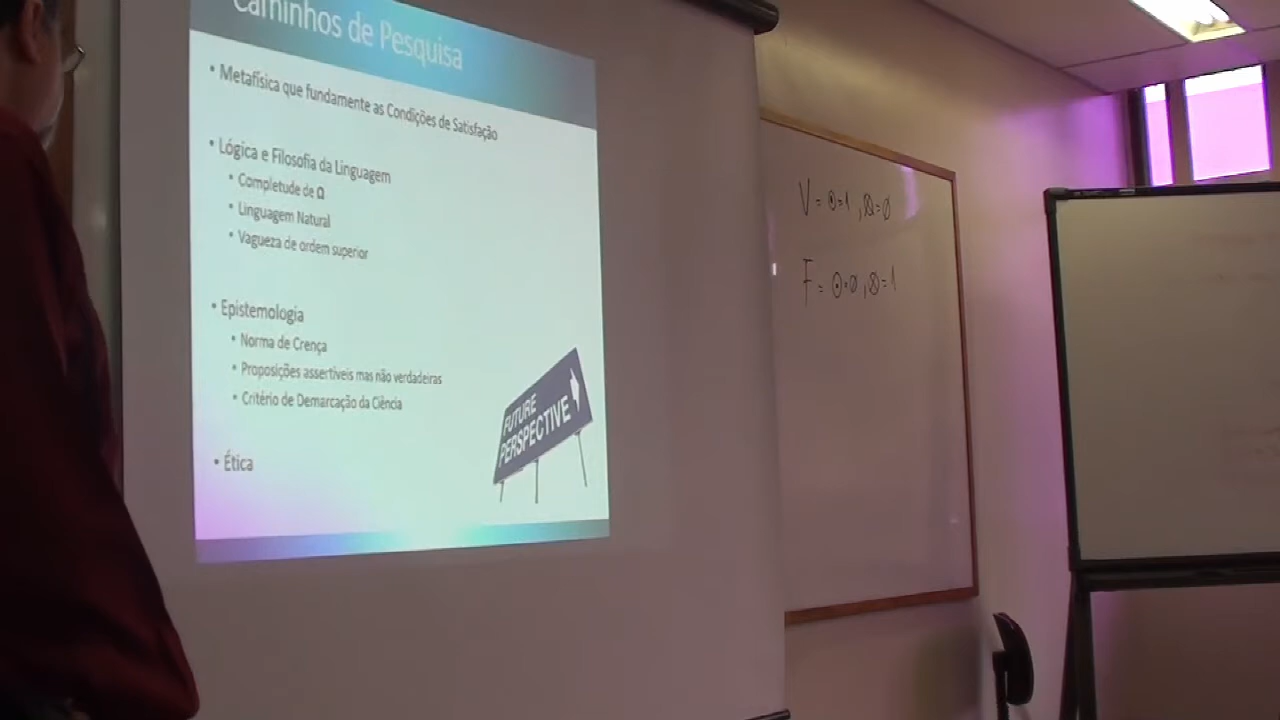 Caminhos de Pesquisa
• Metafísica que fundamente as Condições de Satisfação
• Lógica e Filosofia da Linguagem
• Completude de Ω
• Linguagem Natural
• Vagueza de ordem superior
• Epistemologia
• Norma de Crença
• Proposições assertíveis mas não verdadeiras
• Critério de Demarcação da Ciência
• Ética
FUTURE
PERSPECTIVE
V = ⊙=1, ⊗=∅
F = ⊙=∅, ⊗=1